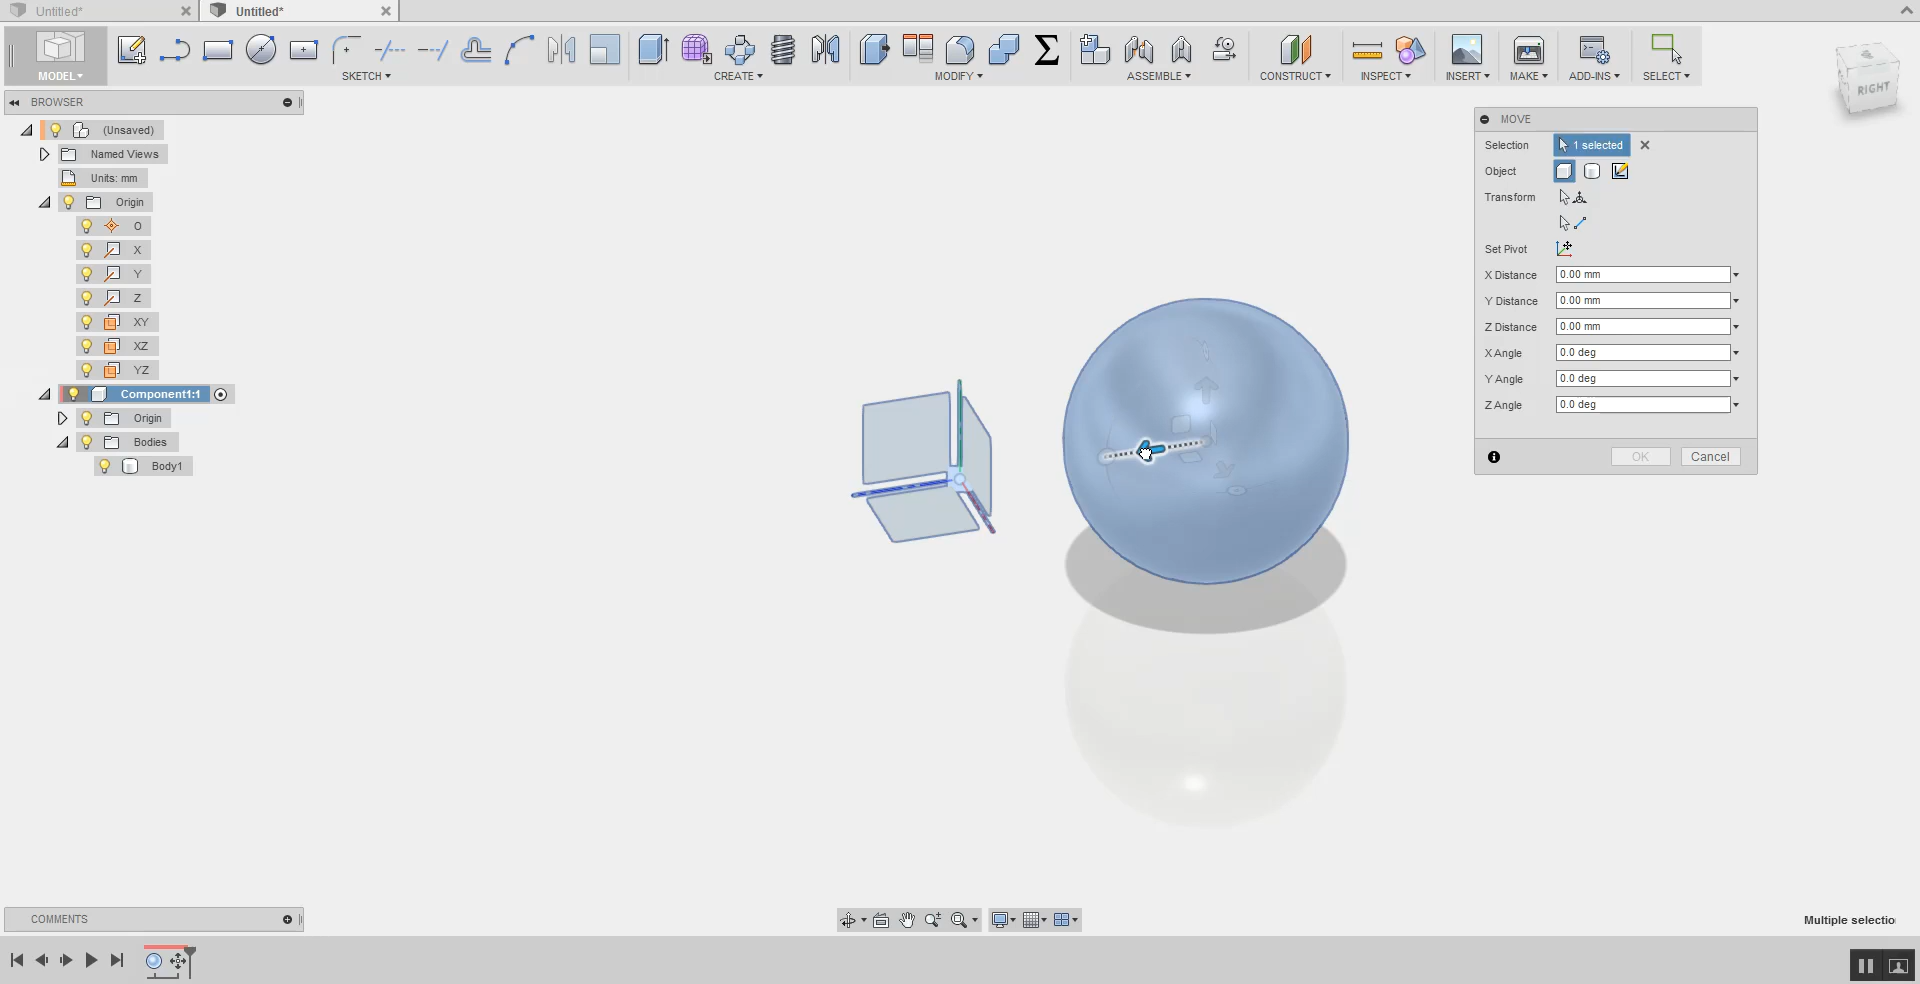 Untitled*
Untitled*
MODEL
SKETCH
CREATE
MODIFY
ASSEMBLE
CONSTRUCT
INSPECT
INSERT
MAKE
ADD-INS
SELECT
RIGHT
BROWSER
(Unsaved)
Named Views
Units: mm
Origin
O
X
Y
Z
XY
XZ
YZ
Component1:1
Origin
Bodies
Body1
MOVE
Selection 1 selected
Object
Transform
Set Pivot
X Distance 0.00 mm
Y Distance 0.00 mm
Z Distance 0.00 mm
X Angle 0.0 deg
Y Angle 0.0 deg
Z Angle 0.0 deg
OK Cancel
COMMENTS
Multiple selectio